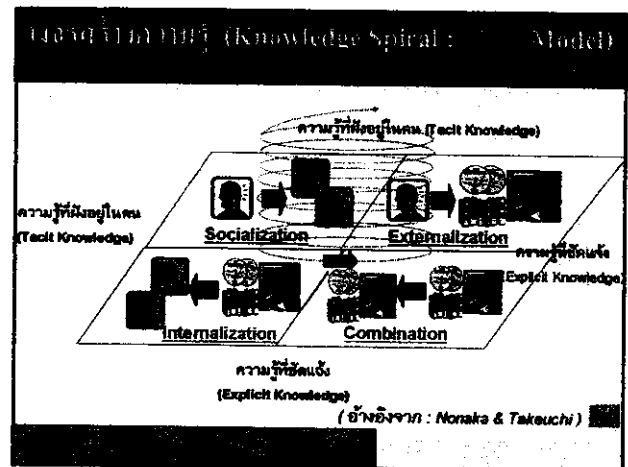 (Knowledge Spiral : Model)
ความรู้ที่ฝังอยู่ในคน (Tacit Knowledge)
ความรู้ที่ฝังอยู่ในคน
(Tacit Knowledge)
Socialization
Externalization
ความรู้ที่ชัดแจ้ง
(Explicit Knowledge)
Internalization
Combination
ความรู้ที่ชัดแจ้ง
(Explicit Knowledge)
( อ้างอิงจาก : Nonaka & Takeuchi )